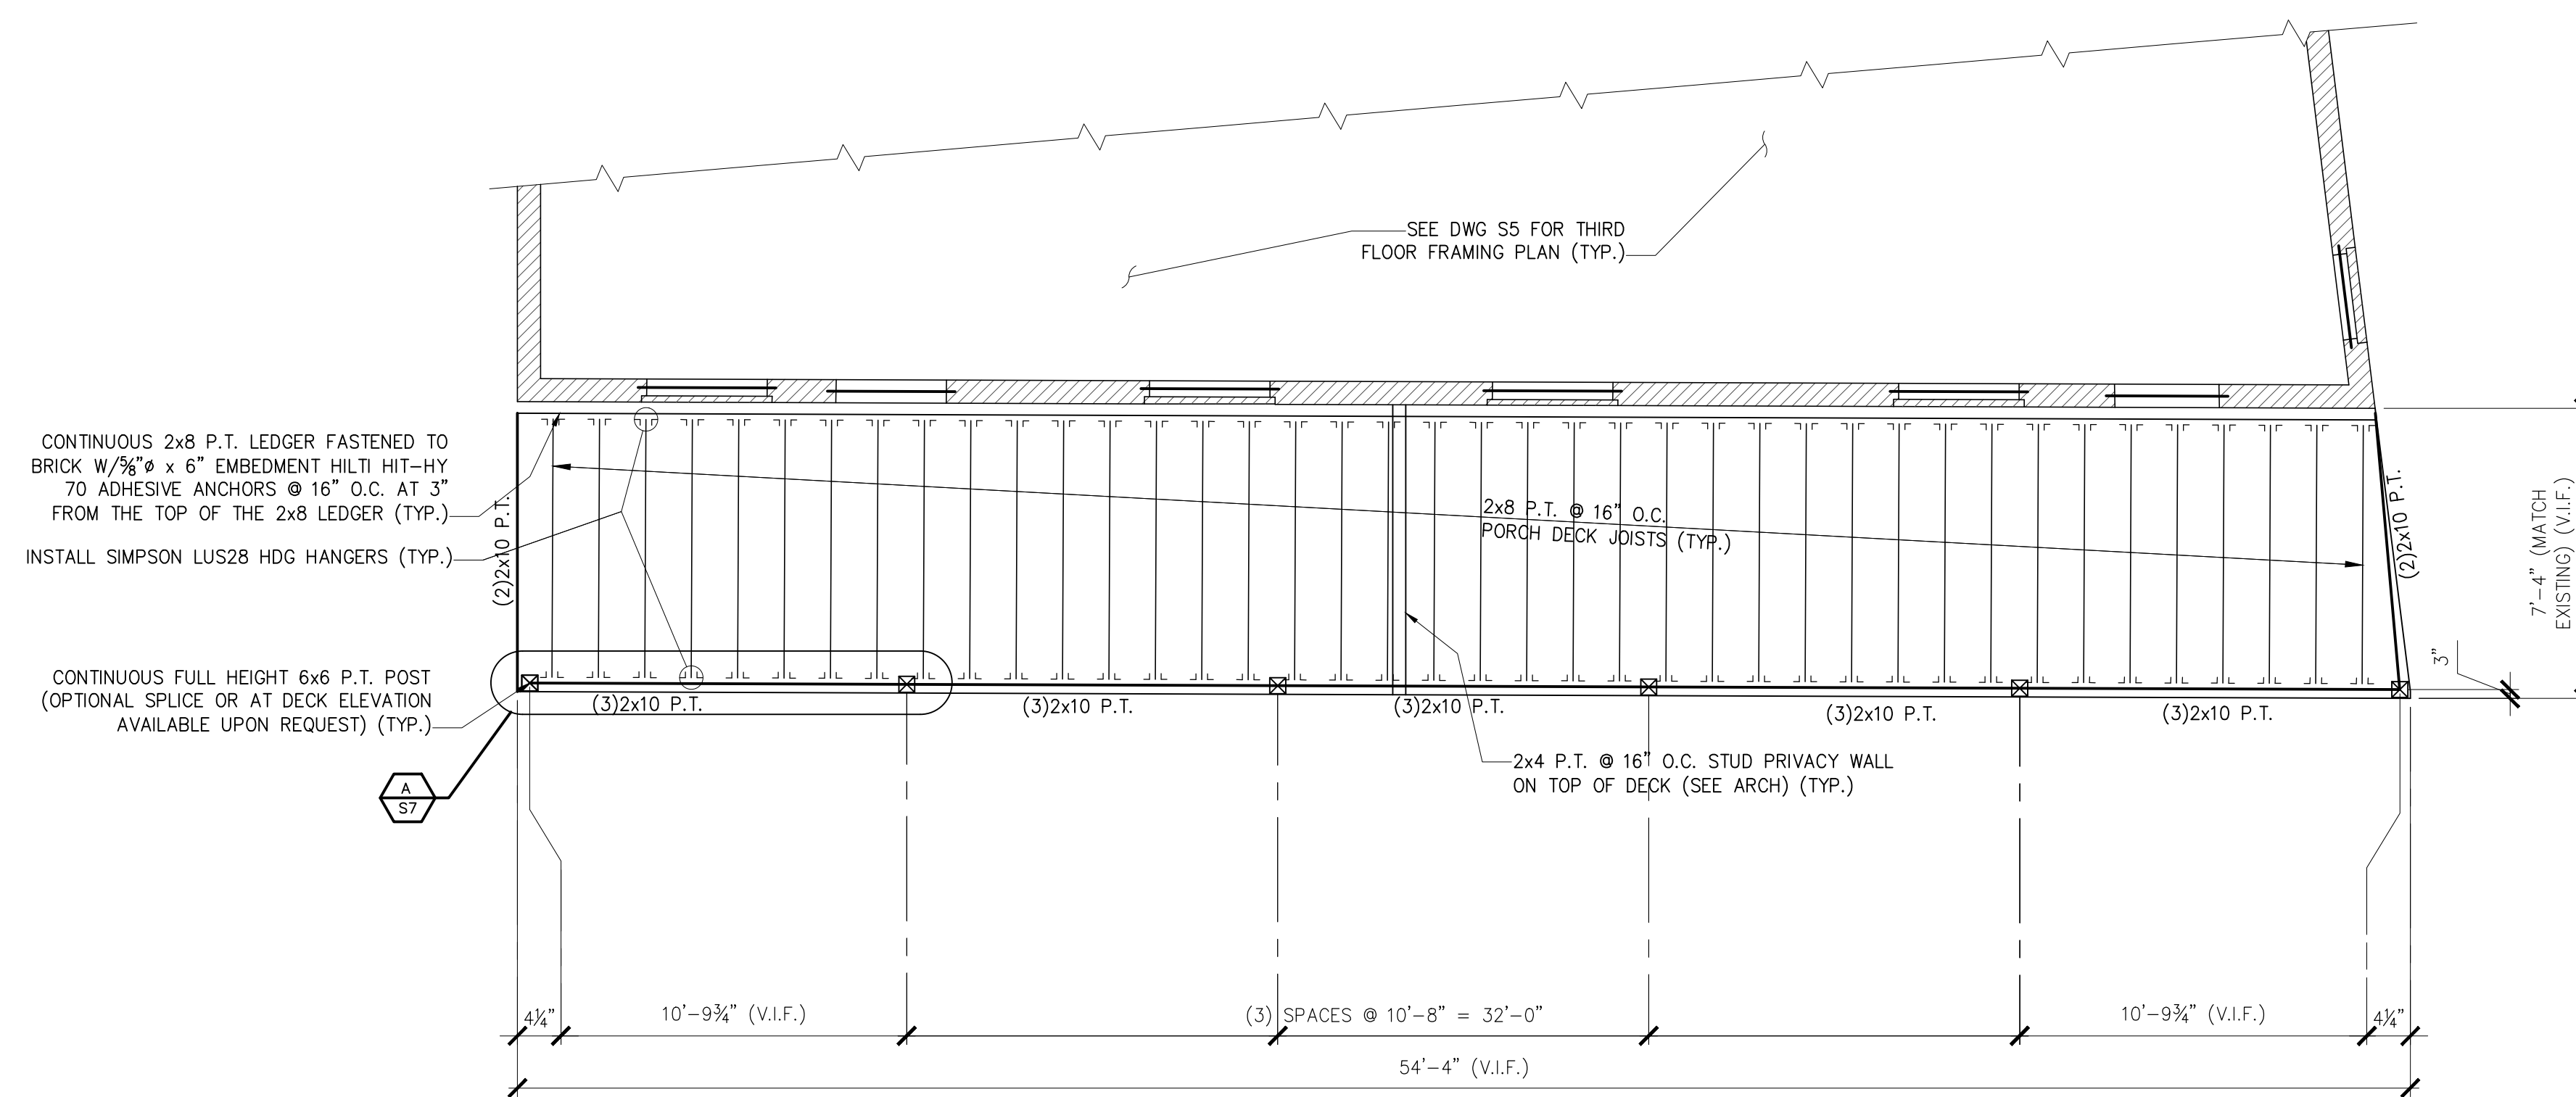 SEE DWG S5 FOR THIRD
FLOOR FRAMING PLAN (TYP.)
CONTINUOUS 2x8 P.T. LEDGER FASTENED TO
BRICK W/⅝"ø x 6" EMBEDMENT HILTI HIT-HY
70 ADHESIVE ANCHORS @ 16" O.C. AT 3"
FROM THE TOP OF THE 2x8 LEDGER (TYP.)
INSTALL SIMPSON LUS28 HDG HANGERS (TYP.)
(2)2x10 P.T.
2x8 P.T. @ 16" O.C.
PORCH DECK JOISTS (TYP.)
(2)2x10 P.T.
7'-4" (MATCH
EXISTING) (V.I.F.)
3"
CONTINUOUS FULL HEIGHT 6x6 P.T. POST
(OPTIONAL SPLICE OR AT DECK ELEVATION
AVAILABLE UPON REQUEST) (TYP.)
(3)2x10 P.T.
(3)2x10 P.T.
(3)2x10 P.T.
(3)2x10 P.T.
(3)2x10 P.T.
2x4 P.T. @ 16" O.C. STUD PRIVACY WALL
ON TOP OF DECK (SEE ARCH) (TYP.)
A
S7
4¼"
10'-9¾" (V.I.F.)
(3) SPACES @ 10'-8" = 32'-0"
10'-9¾" (V.I.F.)
4¼"
54'-4" (V.I.F.)